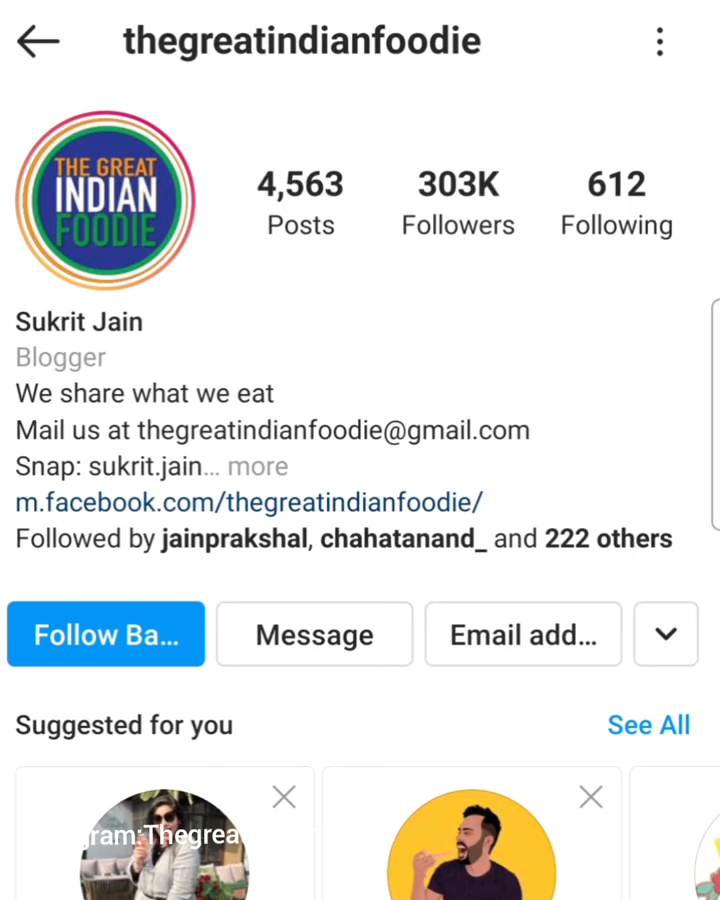 thegreatindianfoodie
THE GREAT
INDIAN
FOODIE
4,563 303K 612
Posts Followers Following
Sukrit Jain
Blogger
We share what we eat
Mail us at thegreatindianfoodie@gmail.com
Snap: sukrit.jain... more
m.facebook.com/thegreatindianfoodie/
Followed by jainprakshal, chahatanand_ and 222 others
Follow Ba... Message Email add...
Suggested for you See All
gram:Thegrea